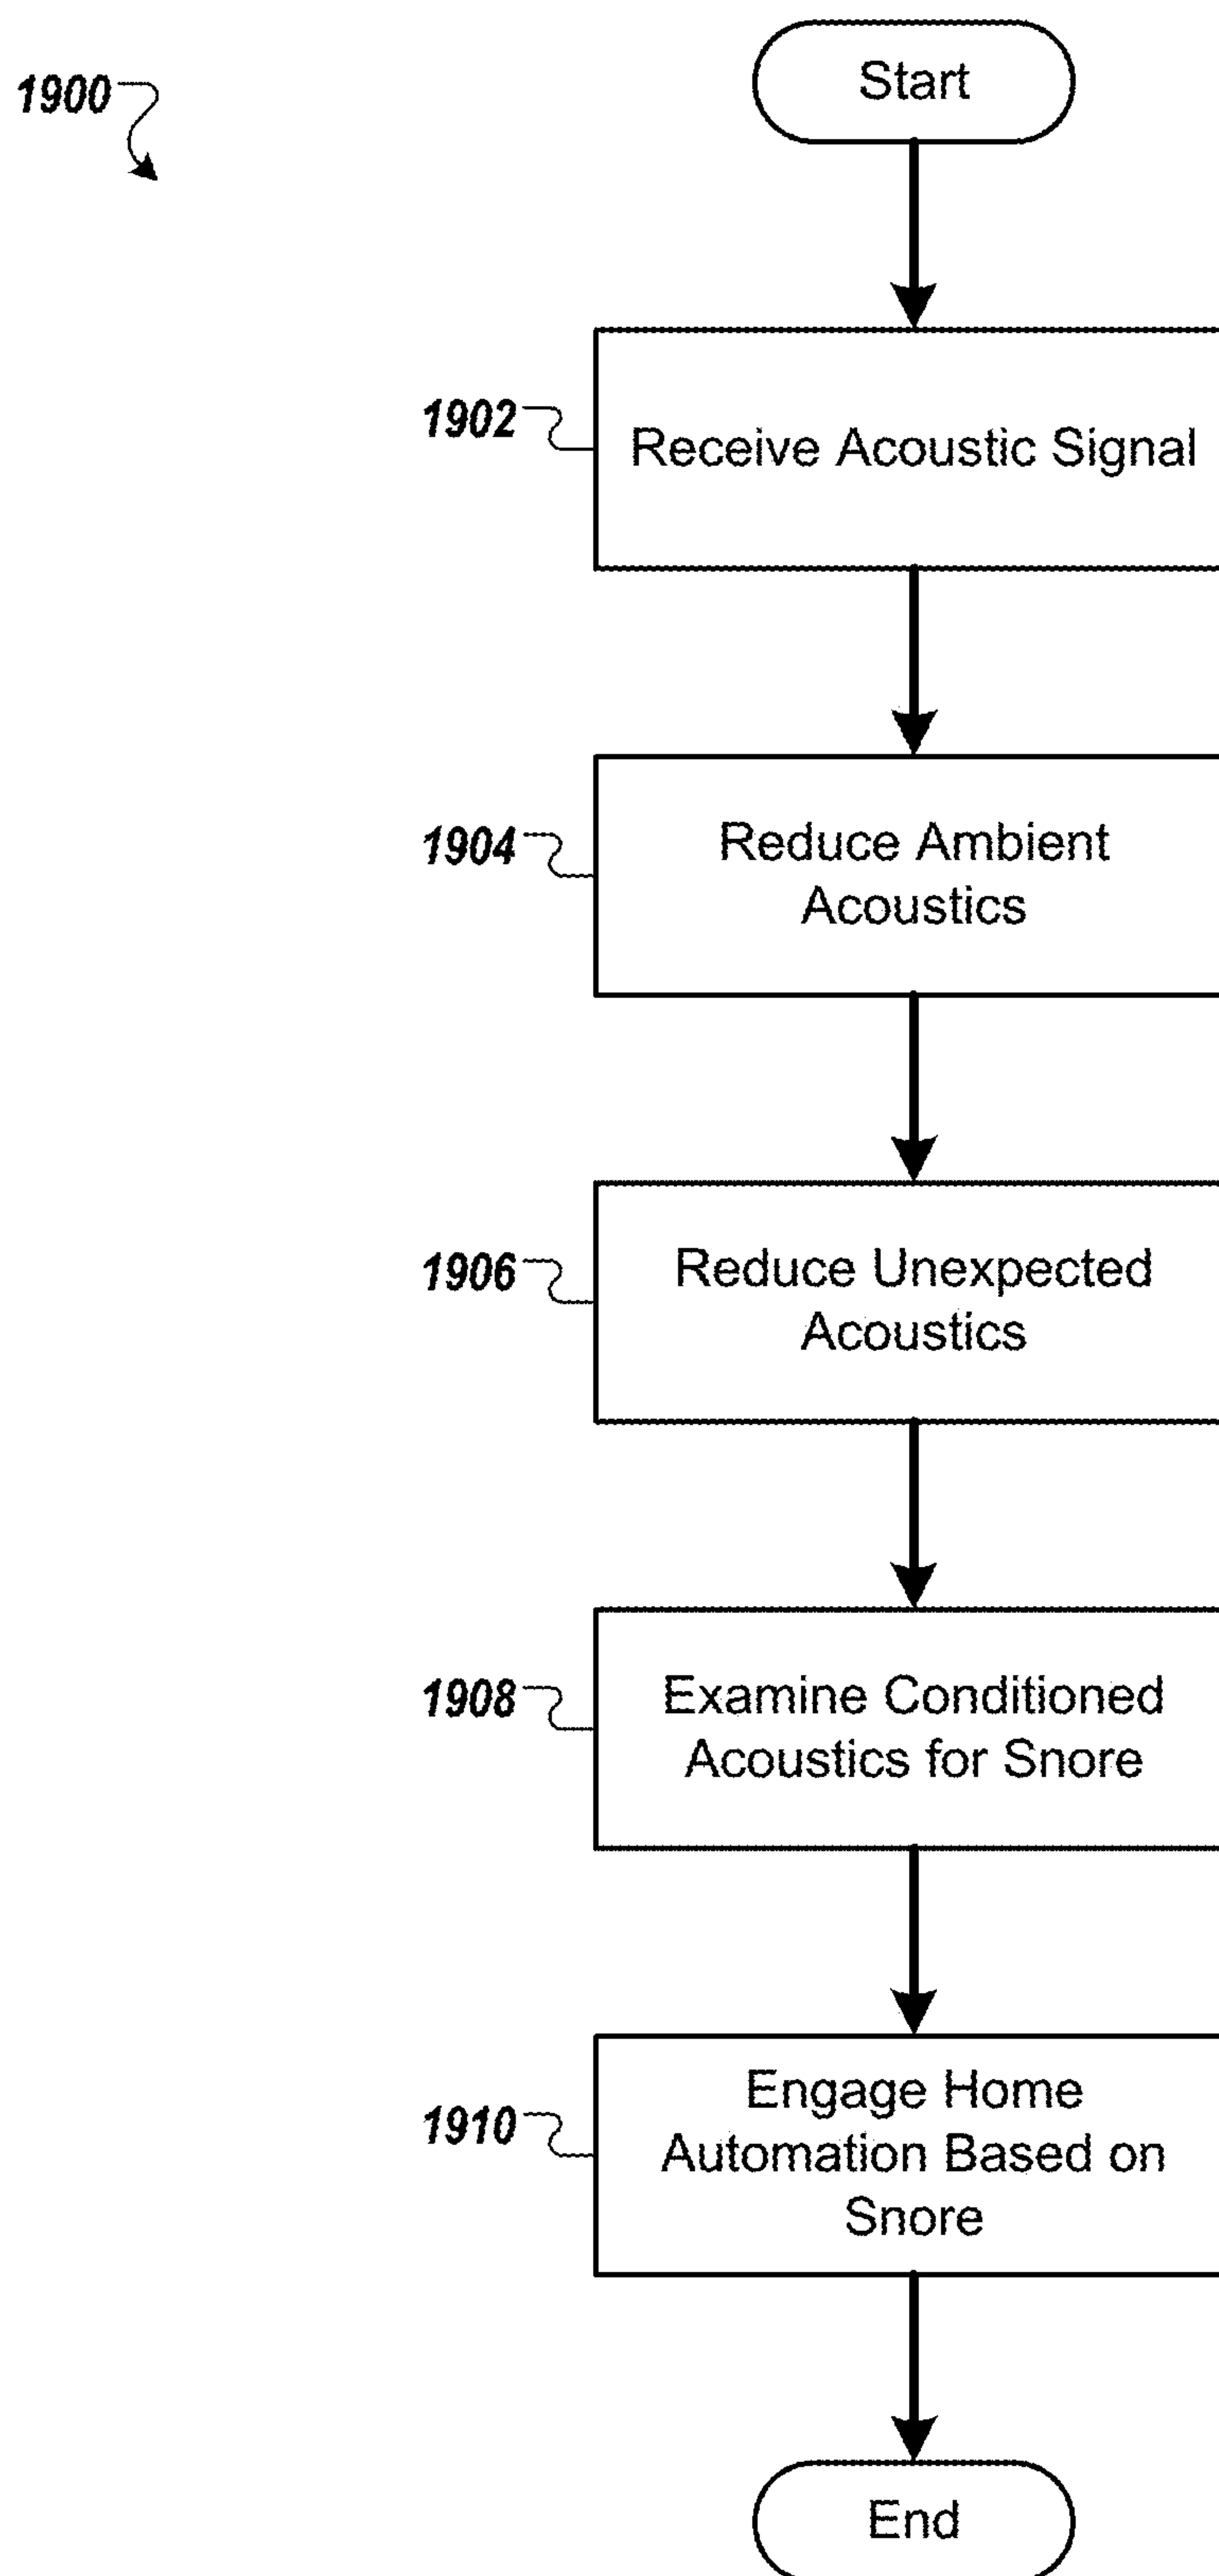 1900
Start
1902
Receive Acoustic Signal
1904
Reduce Ambient
Acoustics
1906
Reduce Unexpected
Acoustics
1908
Examine Conditioned
Acoustics for Snore
1910
Engage Home
Automation Based on
Snore
End